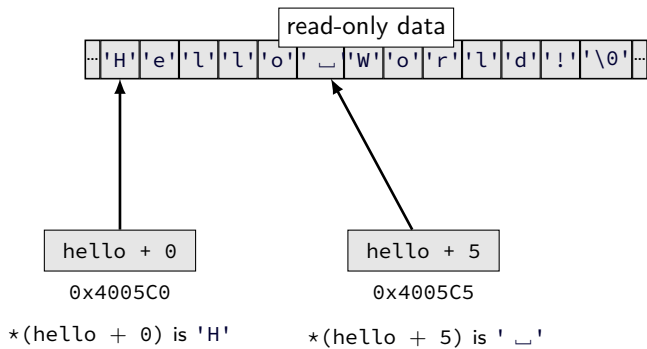 read-only data
…'H' 'e' 'l' 'l' 'o' '␣' 'W' 'o' 'r' 'l' 'd' '!' '\0'…
hello + 0
hello + 5
0x4005C0
0x4005C5
*(hello + 0) is 'H'
*(hello + 5) is '␣'